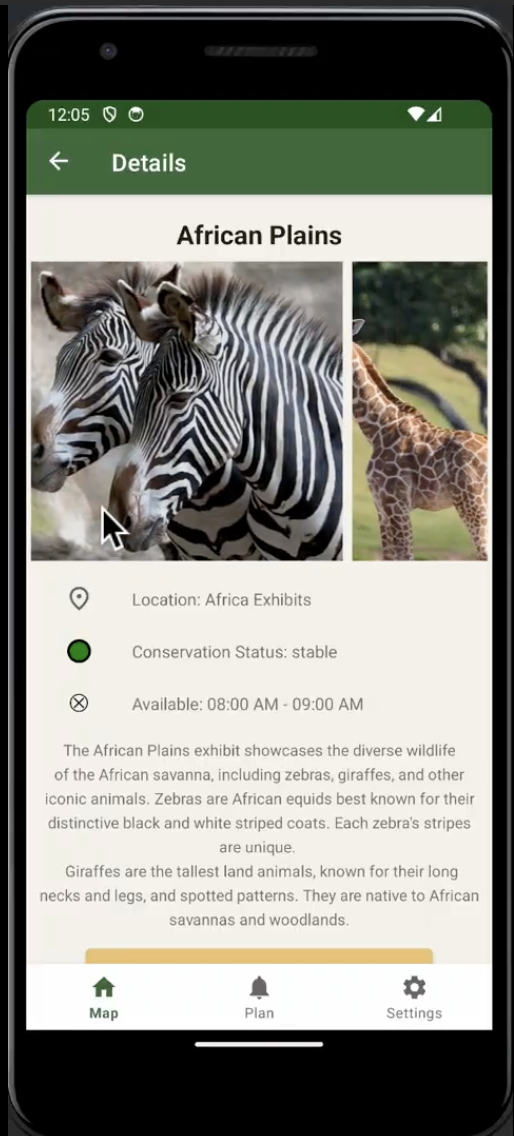 12:05
Details
African Plains
Location: Africa Exhibits
Conservation Status: stable
Available: 08:00 AM - 09:00 AM
The African Plains exhibit showcases the diverse wildlife
of the African savanna, including zebras, giraffes, and other
iconic animals. Zebras are African equids best known for their
distinctive black and white striped coats. Each zebra's stripes
are unique.
Giraffes are the tallest land animals, known for their long
necks and legs, and spotted patterns. They are native to African
savannas and woodlands.
Map
Plan
Settings